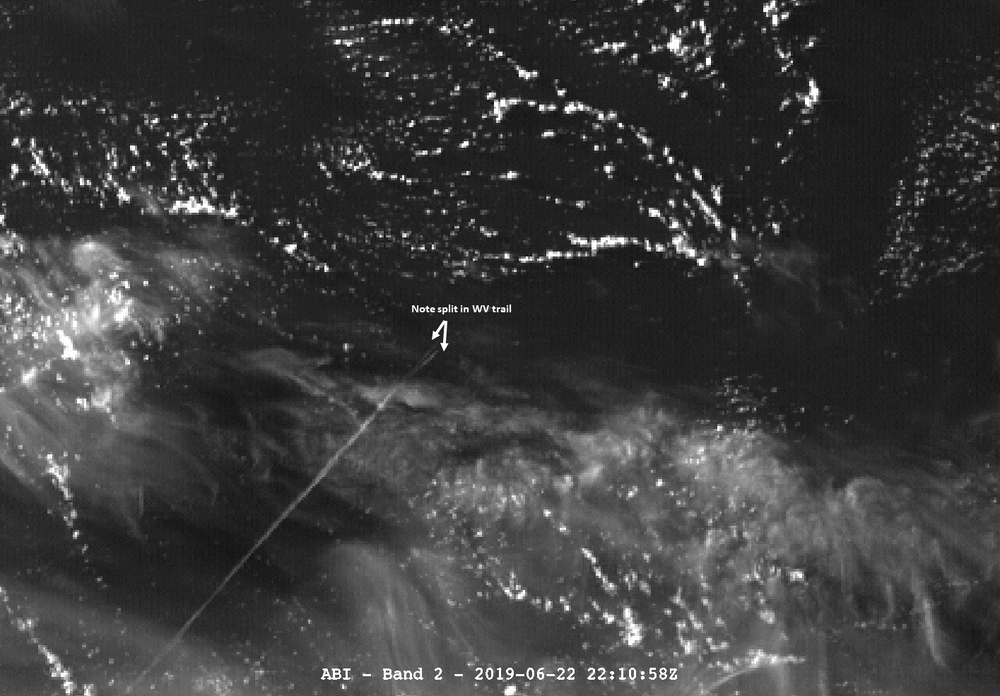 Note split in WV trail
ABI - Band 2 - 2019-06-22 22:10:58Z